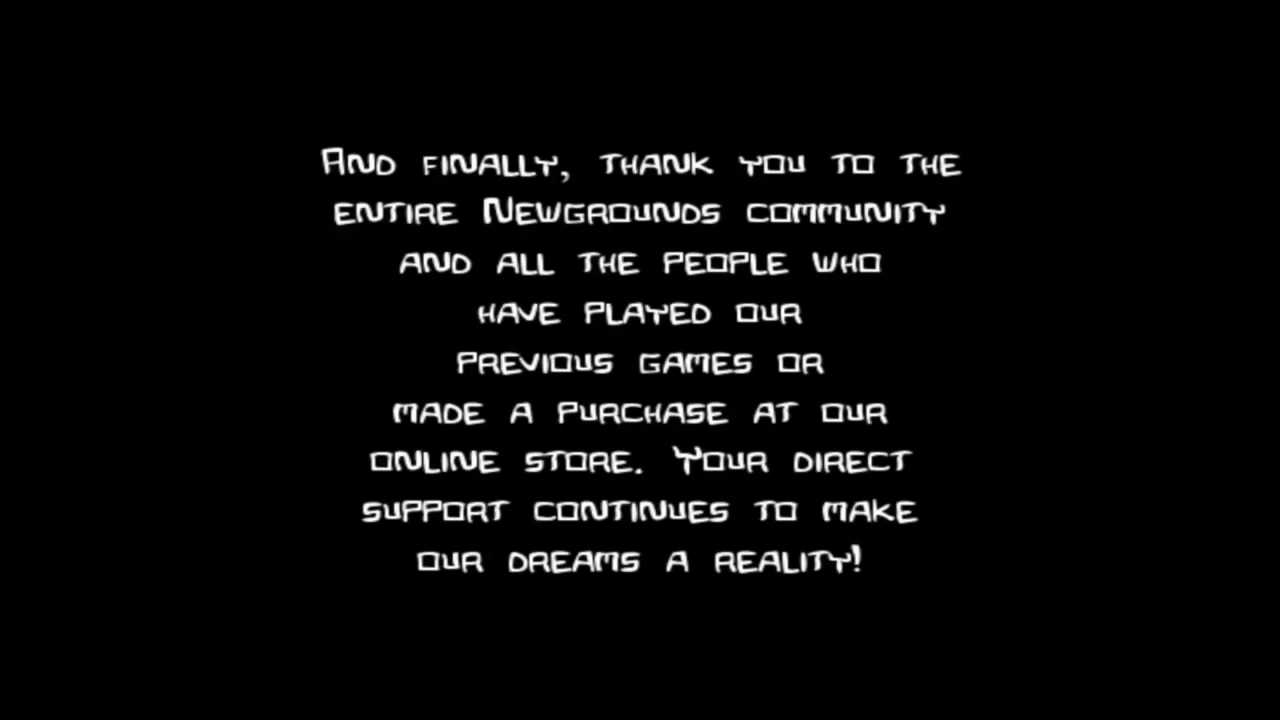 And finally, thank you to the
entire Newgrounds community
and all the people who
have played our
previous games or
made a purchase at our
online store. Your direct
support continues to make
our dreams a reality!